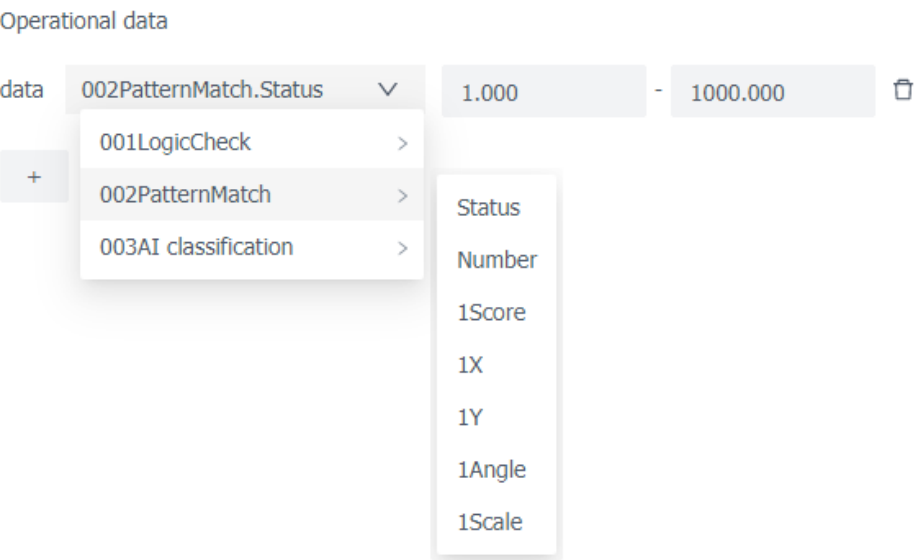 Operational data
data 002PatternMatch.Status 1.000 - 1000.000
001LogicCheck >
+
002PatternMatch >
003AI classification >
Status
Number
1Score
1X
1Y
1Angle
1Scale